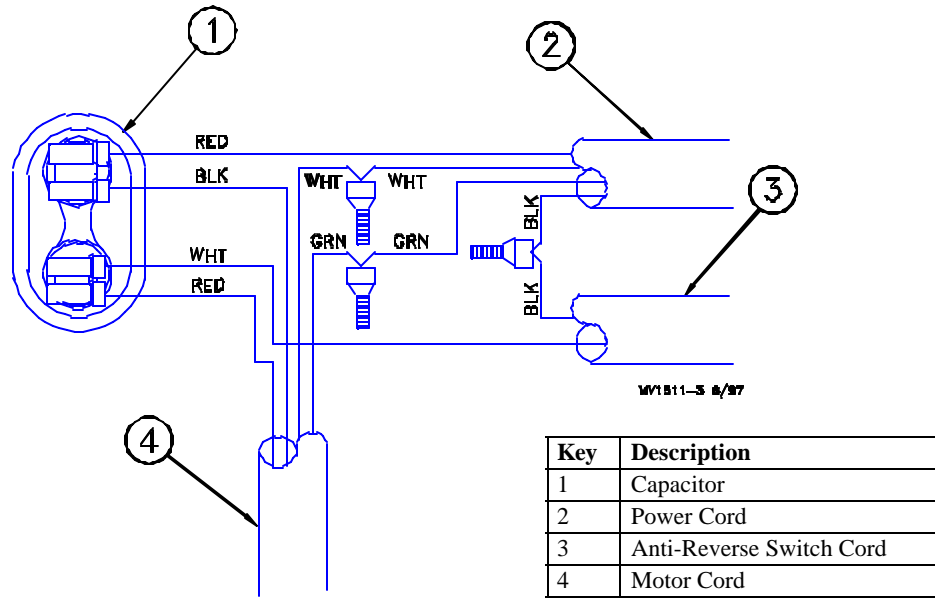 1
2
RED
BLK
WHT
WHT
3
BLK
GRN
GRN
WHT
RED
BLK
4
Key Description
1 Capacitor
2 Power Cord
3 Anti-Reverse Switch Cord
4 Motor Cord